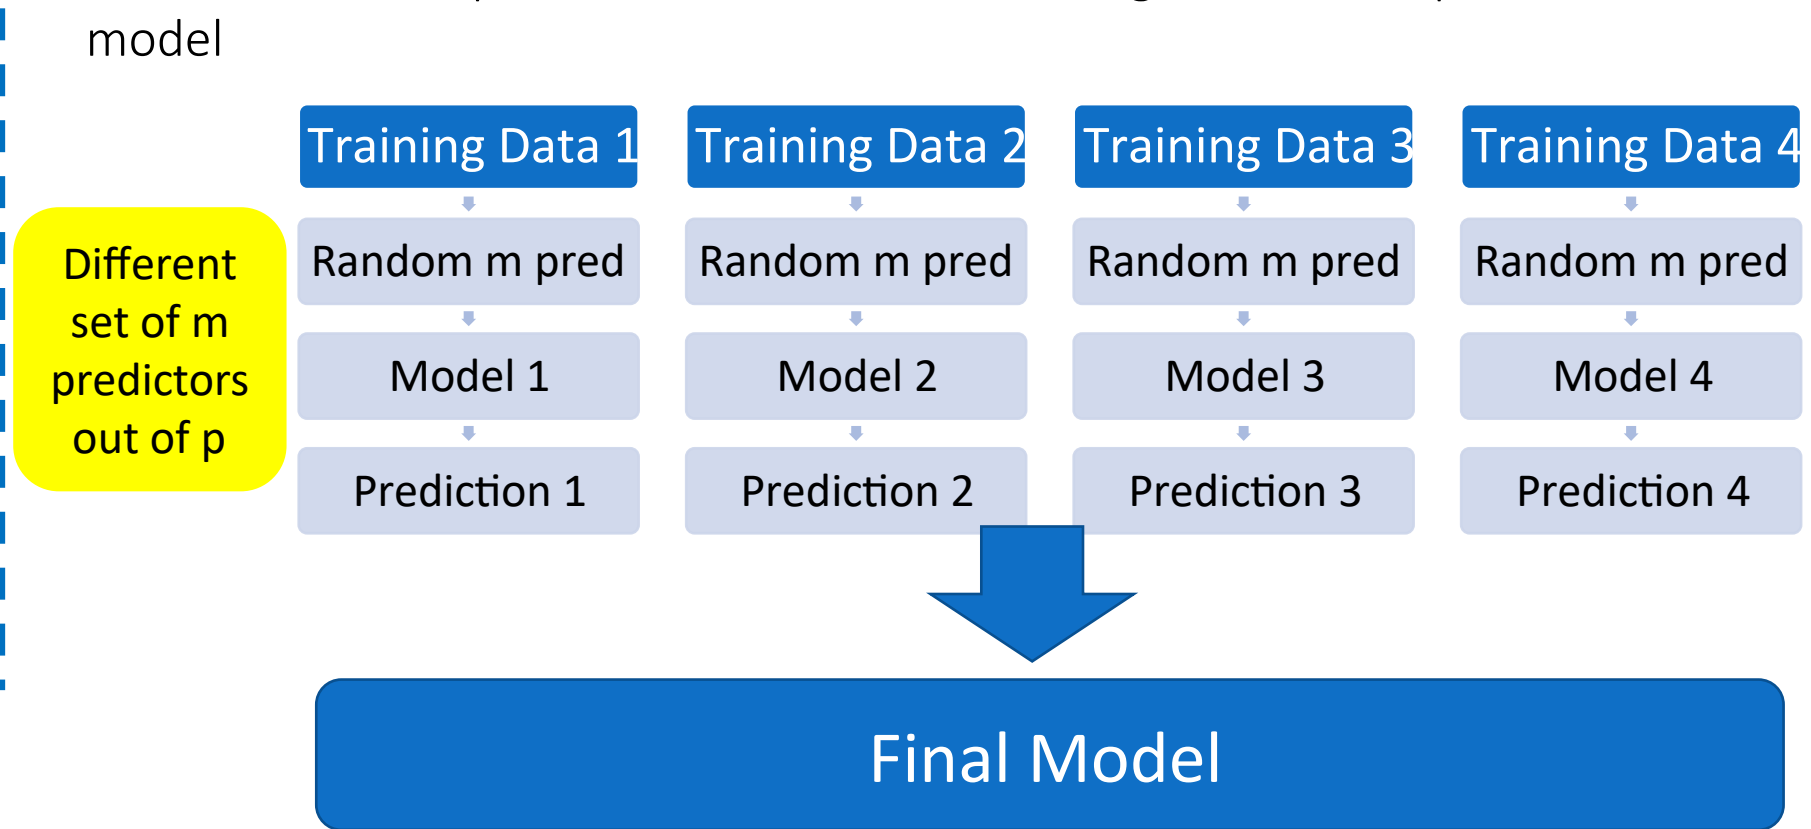 model
Training Data 1 Training Data 2 Training Data 3 Training Data 4
Different
set of m
predictors
out of p
Random m pred Random m pred Random m pred Random m pred
Model 1 Model 2 Model 3 Model 4
Prediction 1 Prediction 2 Prediction 3 Prediction 4
Final Model